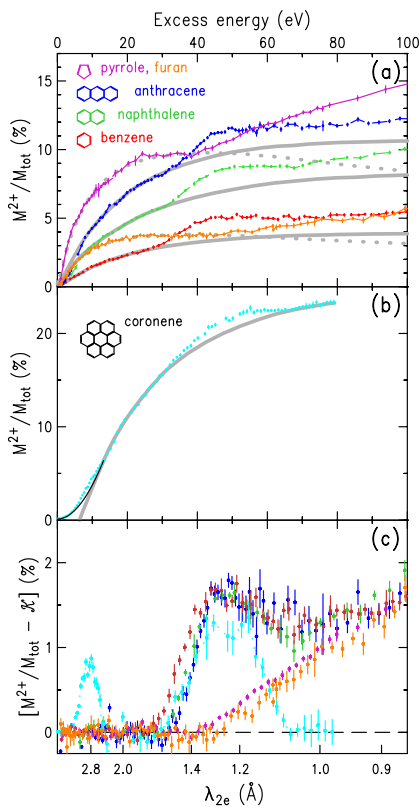 Excess energy (eV)
0 20 40 60 80 100
(a)
pyrrole, furan
anthracene
naphthalene
benzene
M²⁺/Mtot (%)
15
10
5
0
(b)
coronene
M²⁺/Mtot (%)
20
10
0
(c)
[M²⁺/Mtot − 𝒦] (%)
2
1
0
2.8 2.0 1.4 1.2 1.0 0.9
λ2e (Å)